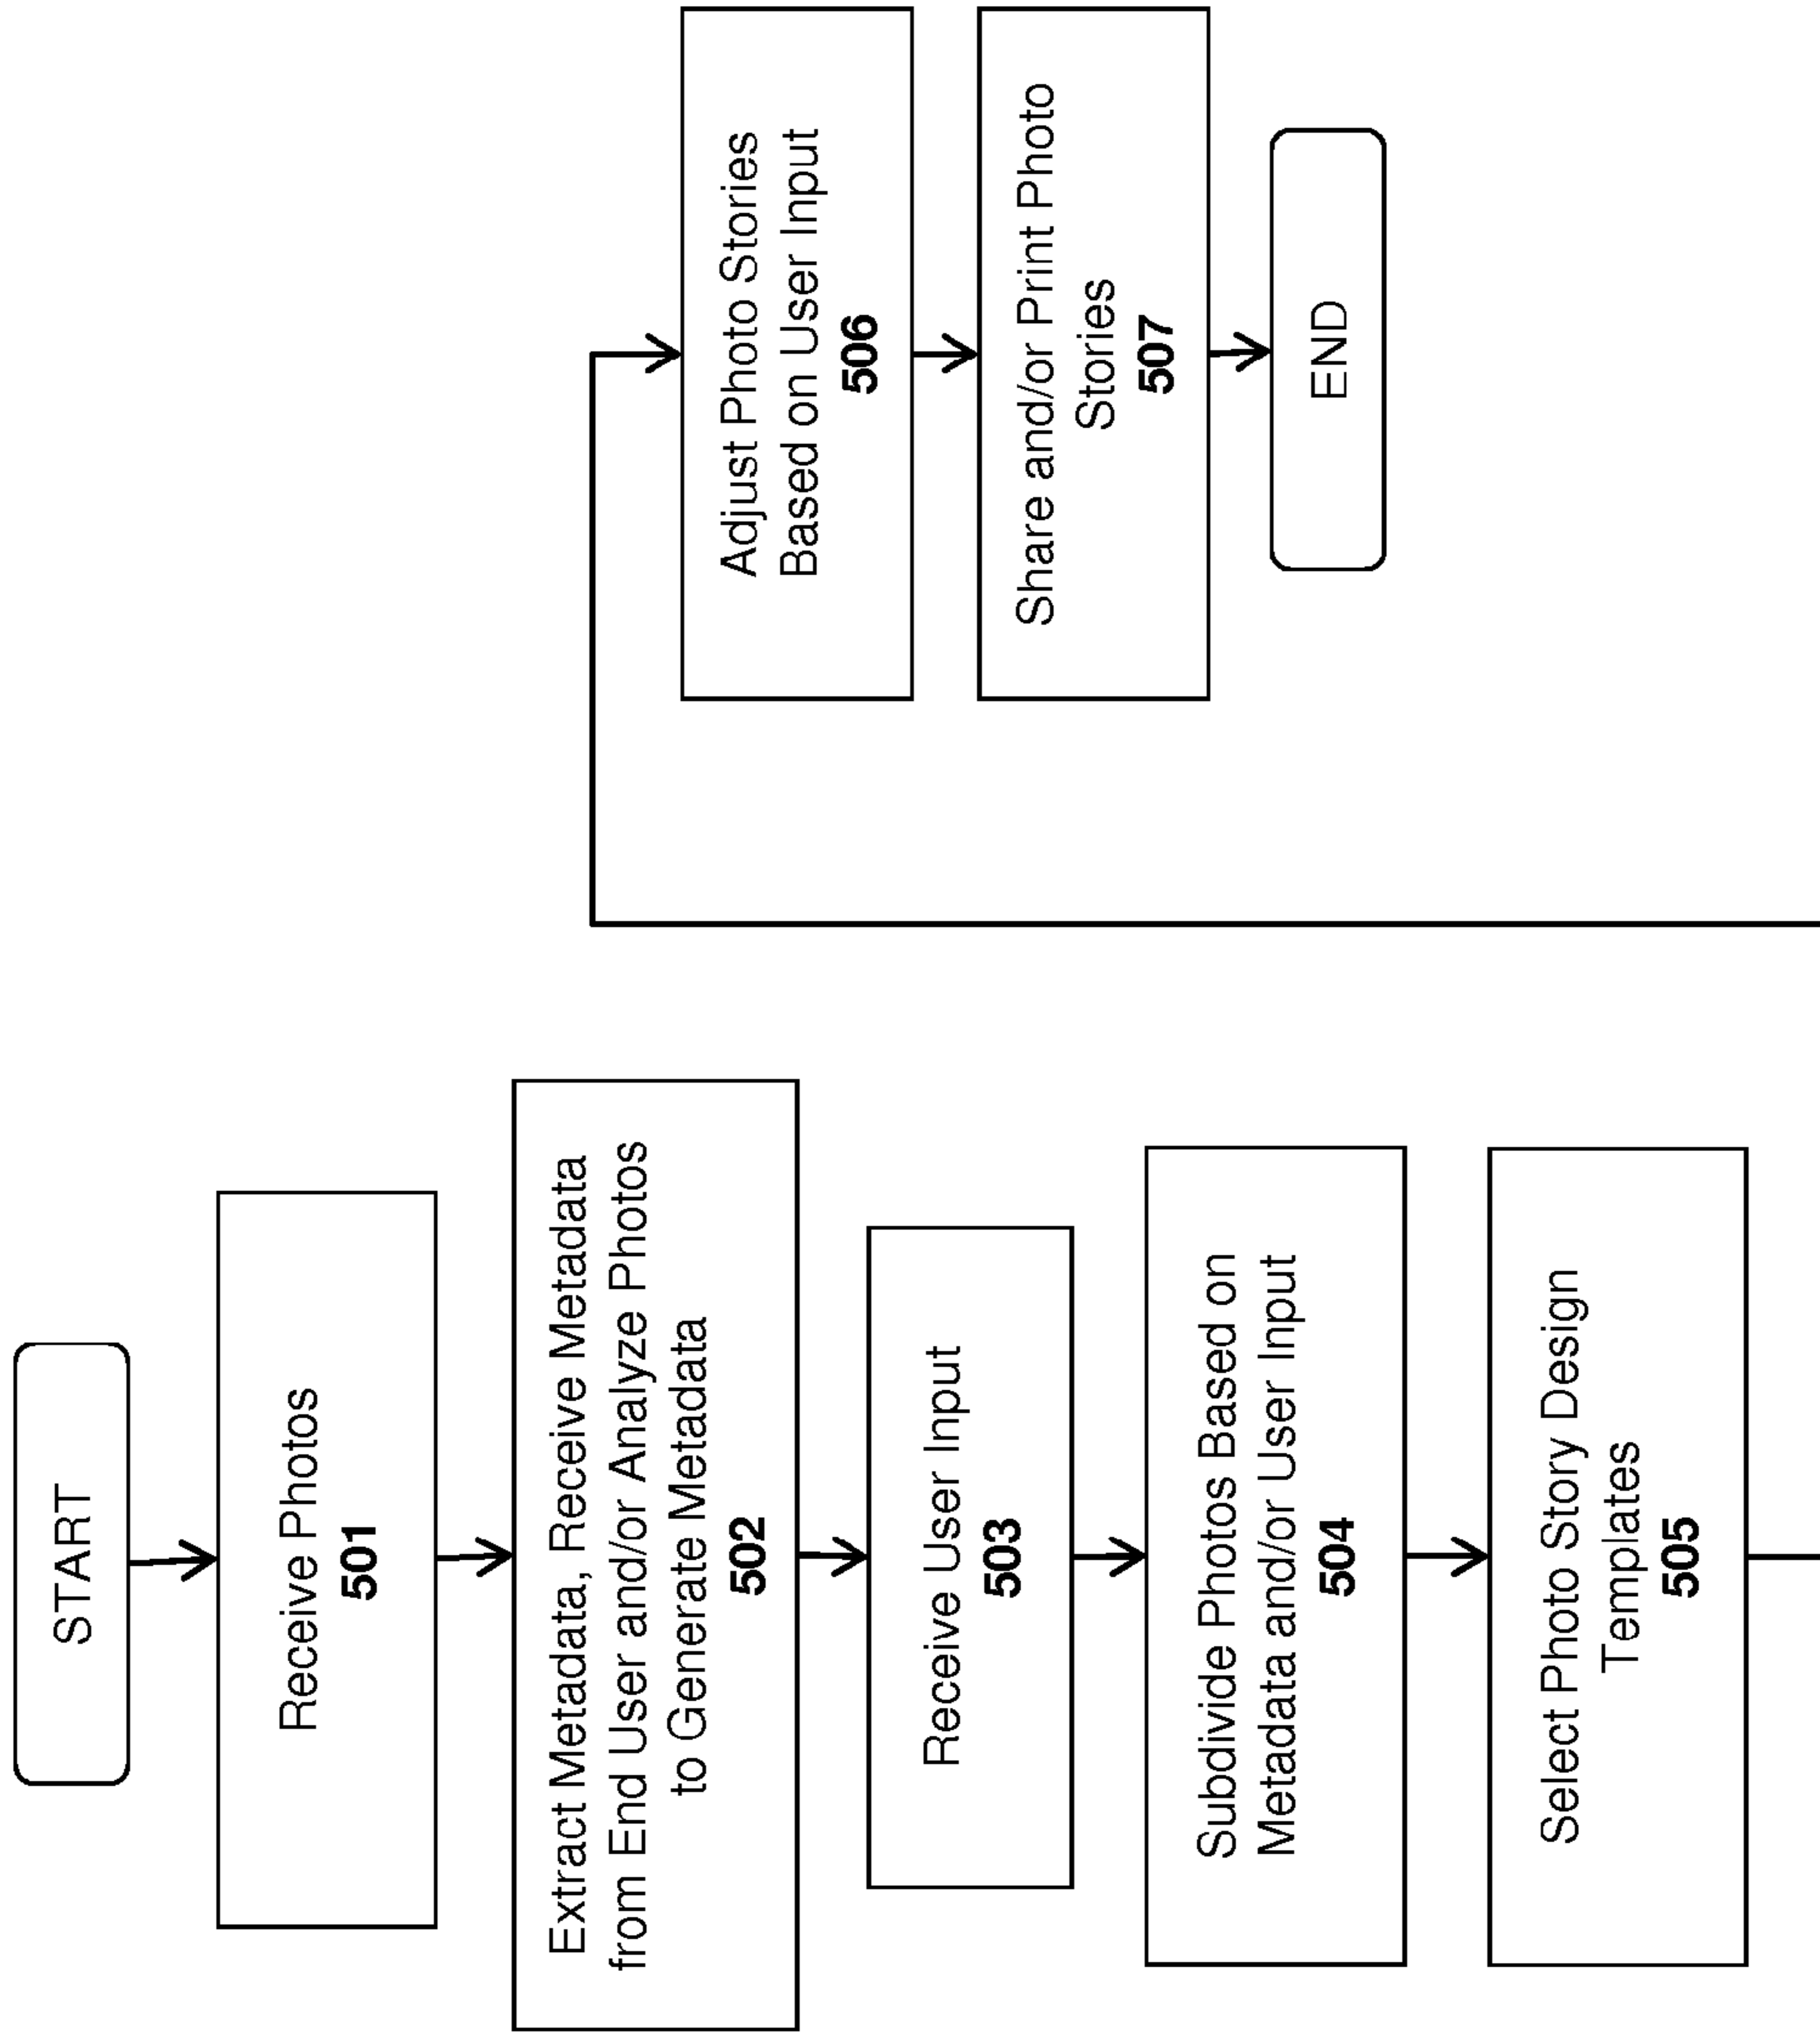 START
Receive Photos
501
Extract Metadata, Receive Metadata
from End User and/or Analyze Photos
to Generate Metadata
502
Receive User Input
503
Subdivide Photos Based on
Metadata and/or User Input
504
Select Photo Story Design
Templates
505
Adjust Photo Stories
Based on User Input
506
Share and/or Print Photo
Stories
507
END